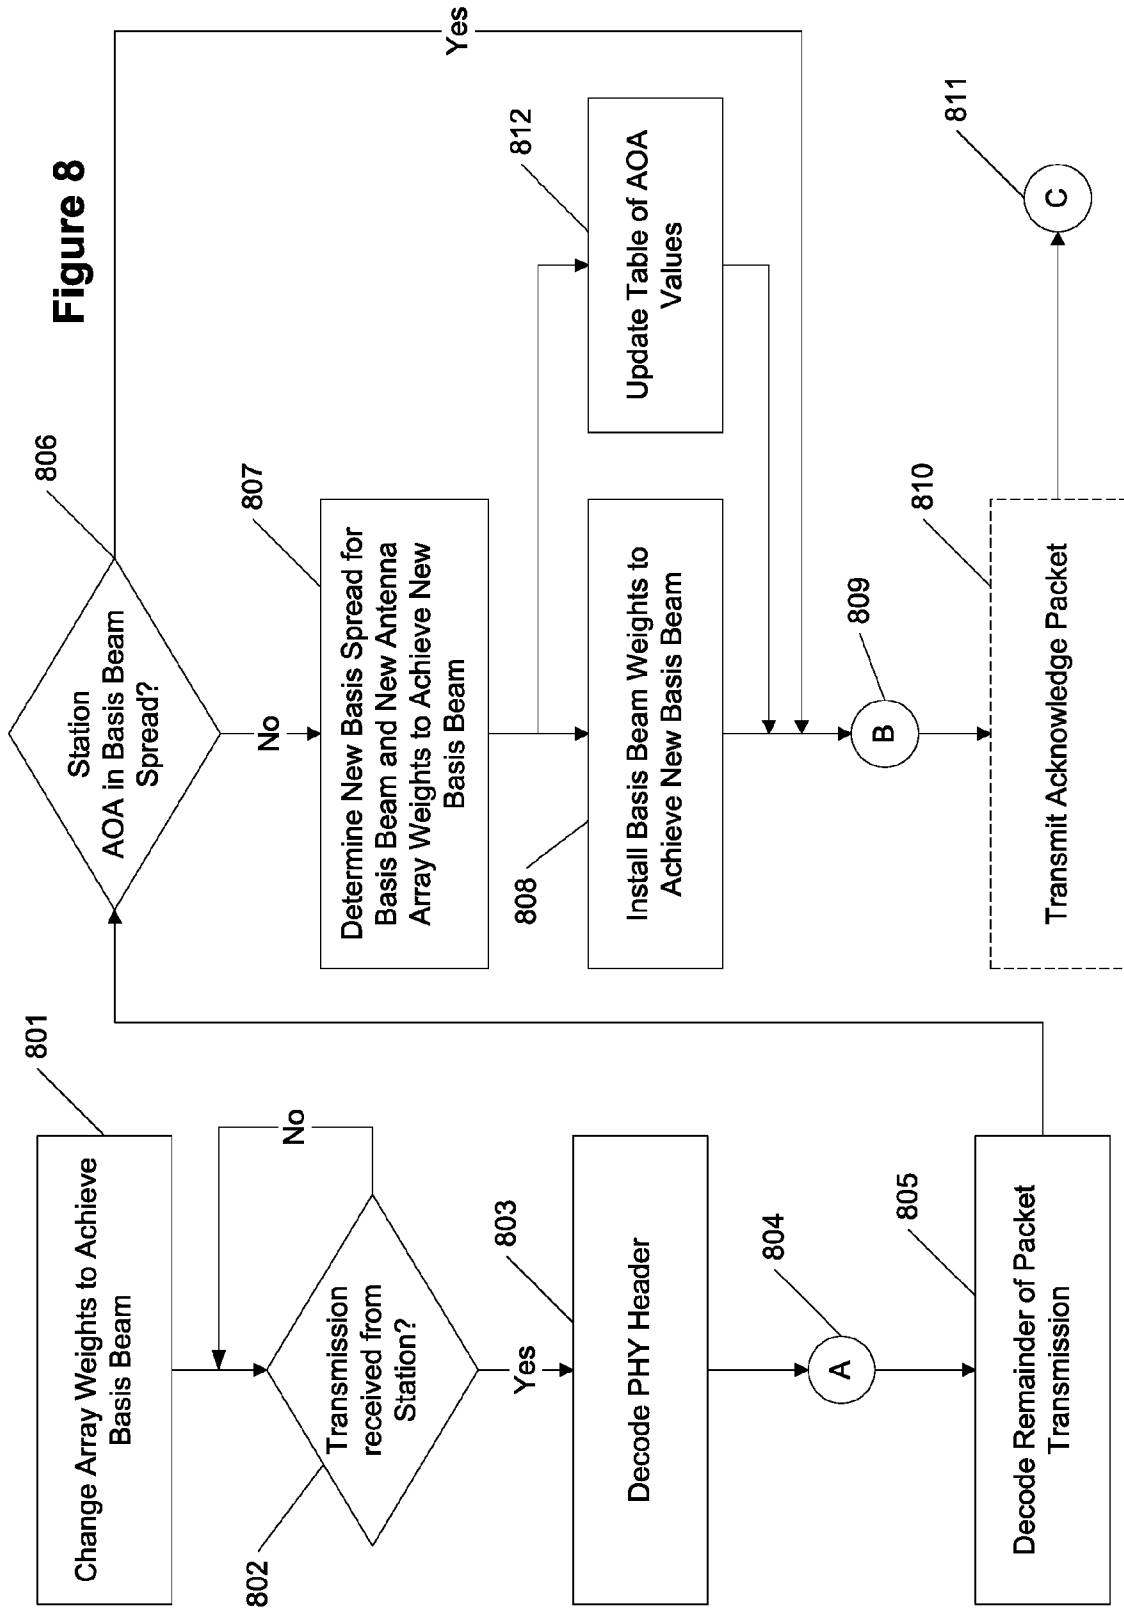 Figure 8
801
Change Array Weights to Achieve
Basis Beam
802
Transmission
received from
Station?
No
Yes
803
Decode PHY Header
804
A
805
Decode Remainder of Packet
Transmission
806
Station
AOA in Basis Beam
Spread?
Yes
No
807
Determine New Basis Spread for
Basis Beam and New Antenna
Array Weights to Achieve New
Basis Beam
808
Install Basis Beam Weights to
Achieve New Basis Beam
812
Update Table of AOA
Values
809
B
810
Transmit Acknowledge Packet
811
C